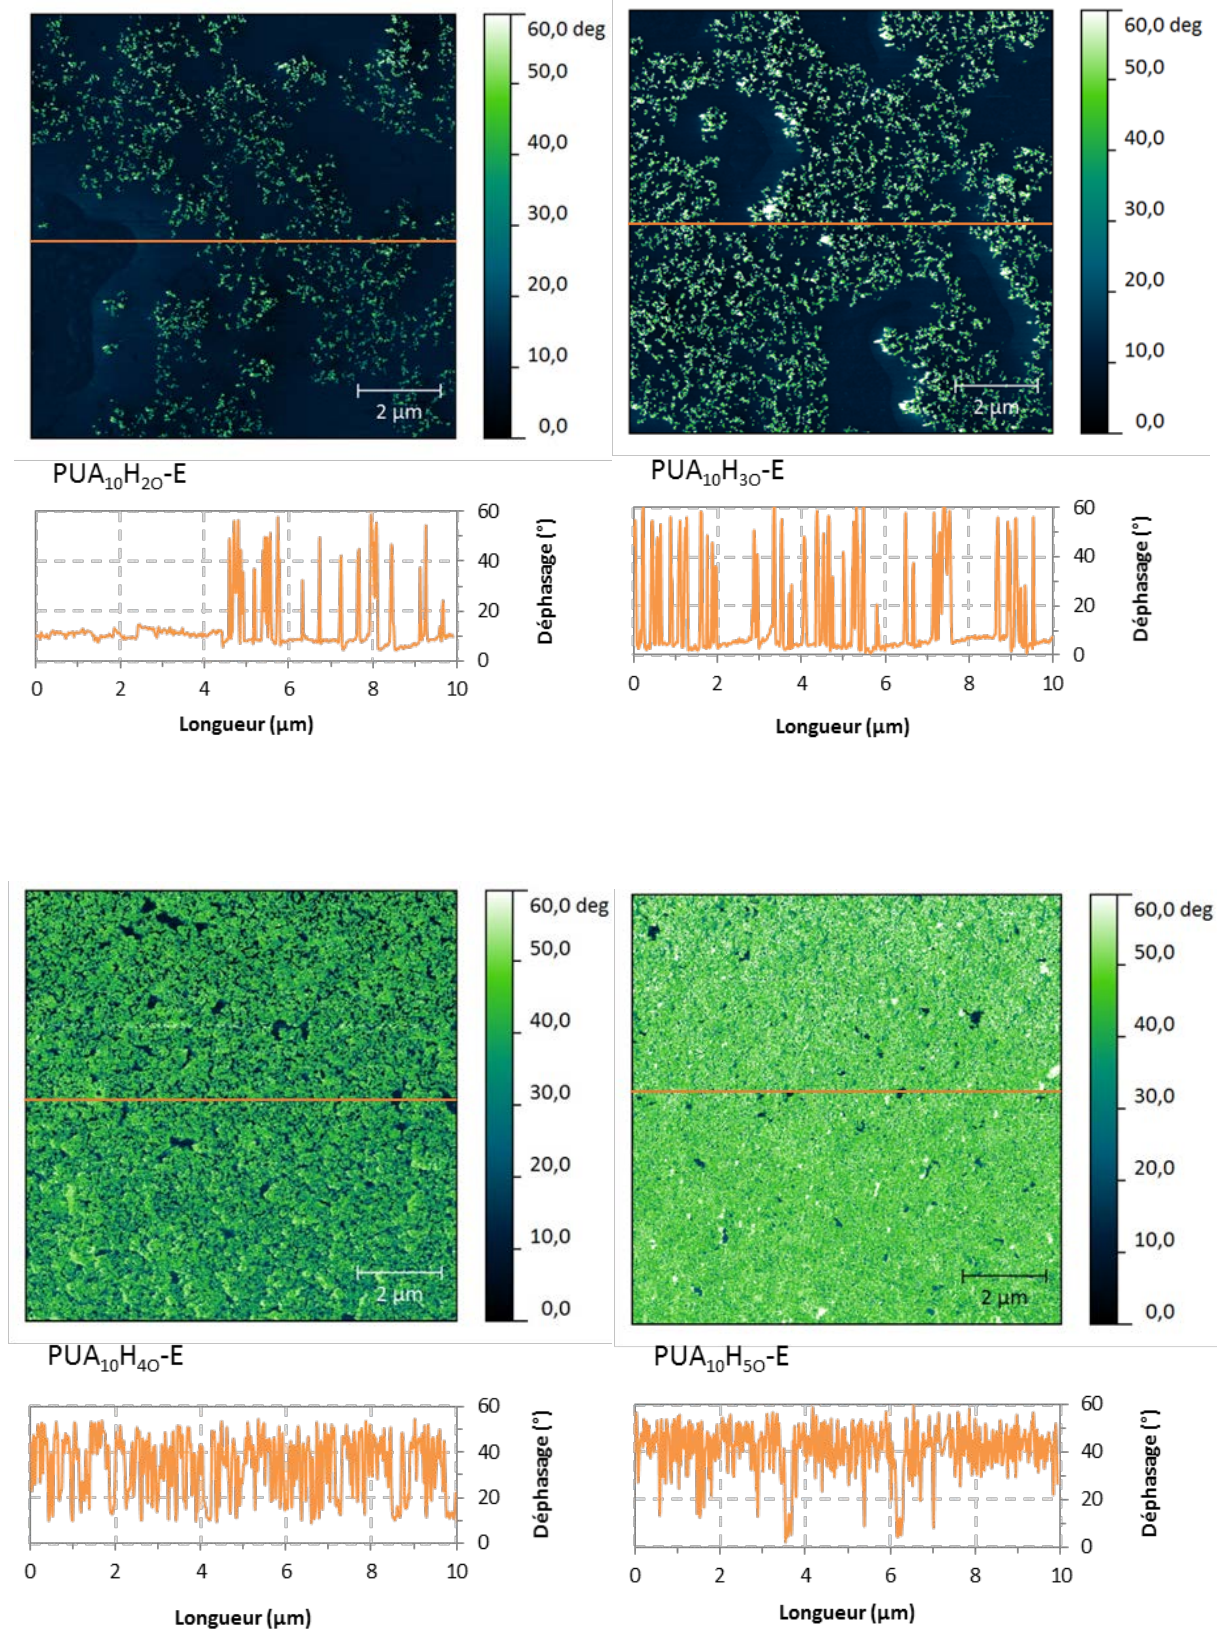 60,0 deg
50,0
40,0
30,0
20,0
10,0
0,0
2 µm
60,0 deg
50,0
40,0
30,0
20,0
10,0
0,0
2 µm
PUA₁₀H₂₀-E
60
40
20
0
Déphasage (°)
0 2 4 6 8 10
Longueur (µm)
PUA₁₀H₃₀-E
60
40
20
0
Déphasage (°)
0 2 4 6 8 10
Longueur (µm)
60,0 deg
50,0
40,0
30,0
20,0
10,0
0,0
2 µm
60,0 deg
50,0
40,0
30,0
20,0
10,0
0,0
2 µm
PUA₁₀H₄₀-E
60
40
20
0
Déphasage (°)
0 2 4 6 8 10
Longueur (µm)
PUA₁₀H₅₀-E
60
40
20
0
Déphasage (°)
0 2 4 6 8 10
Longueur (µm)